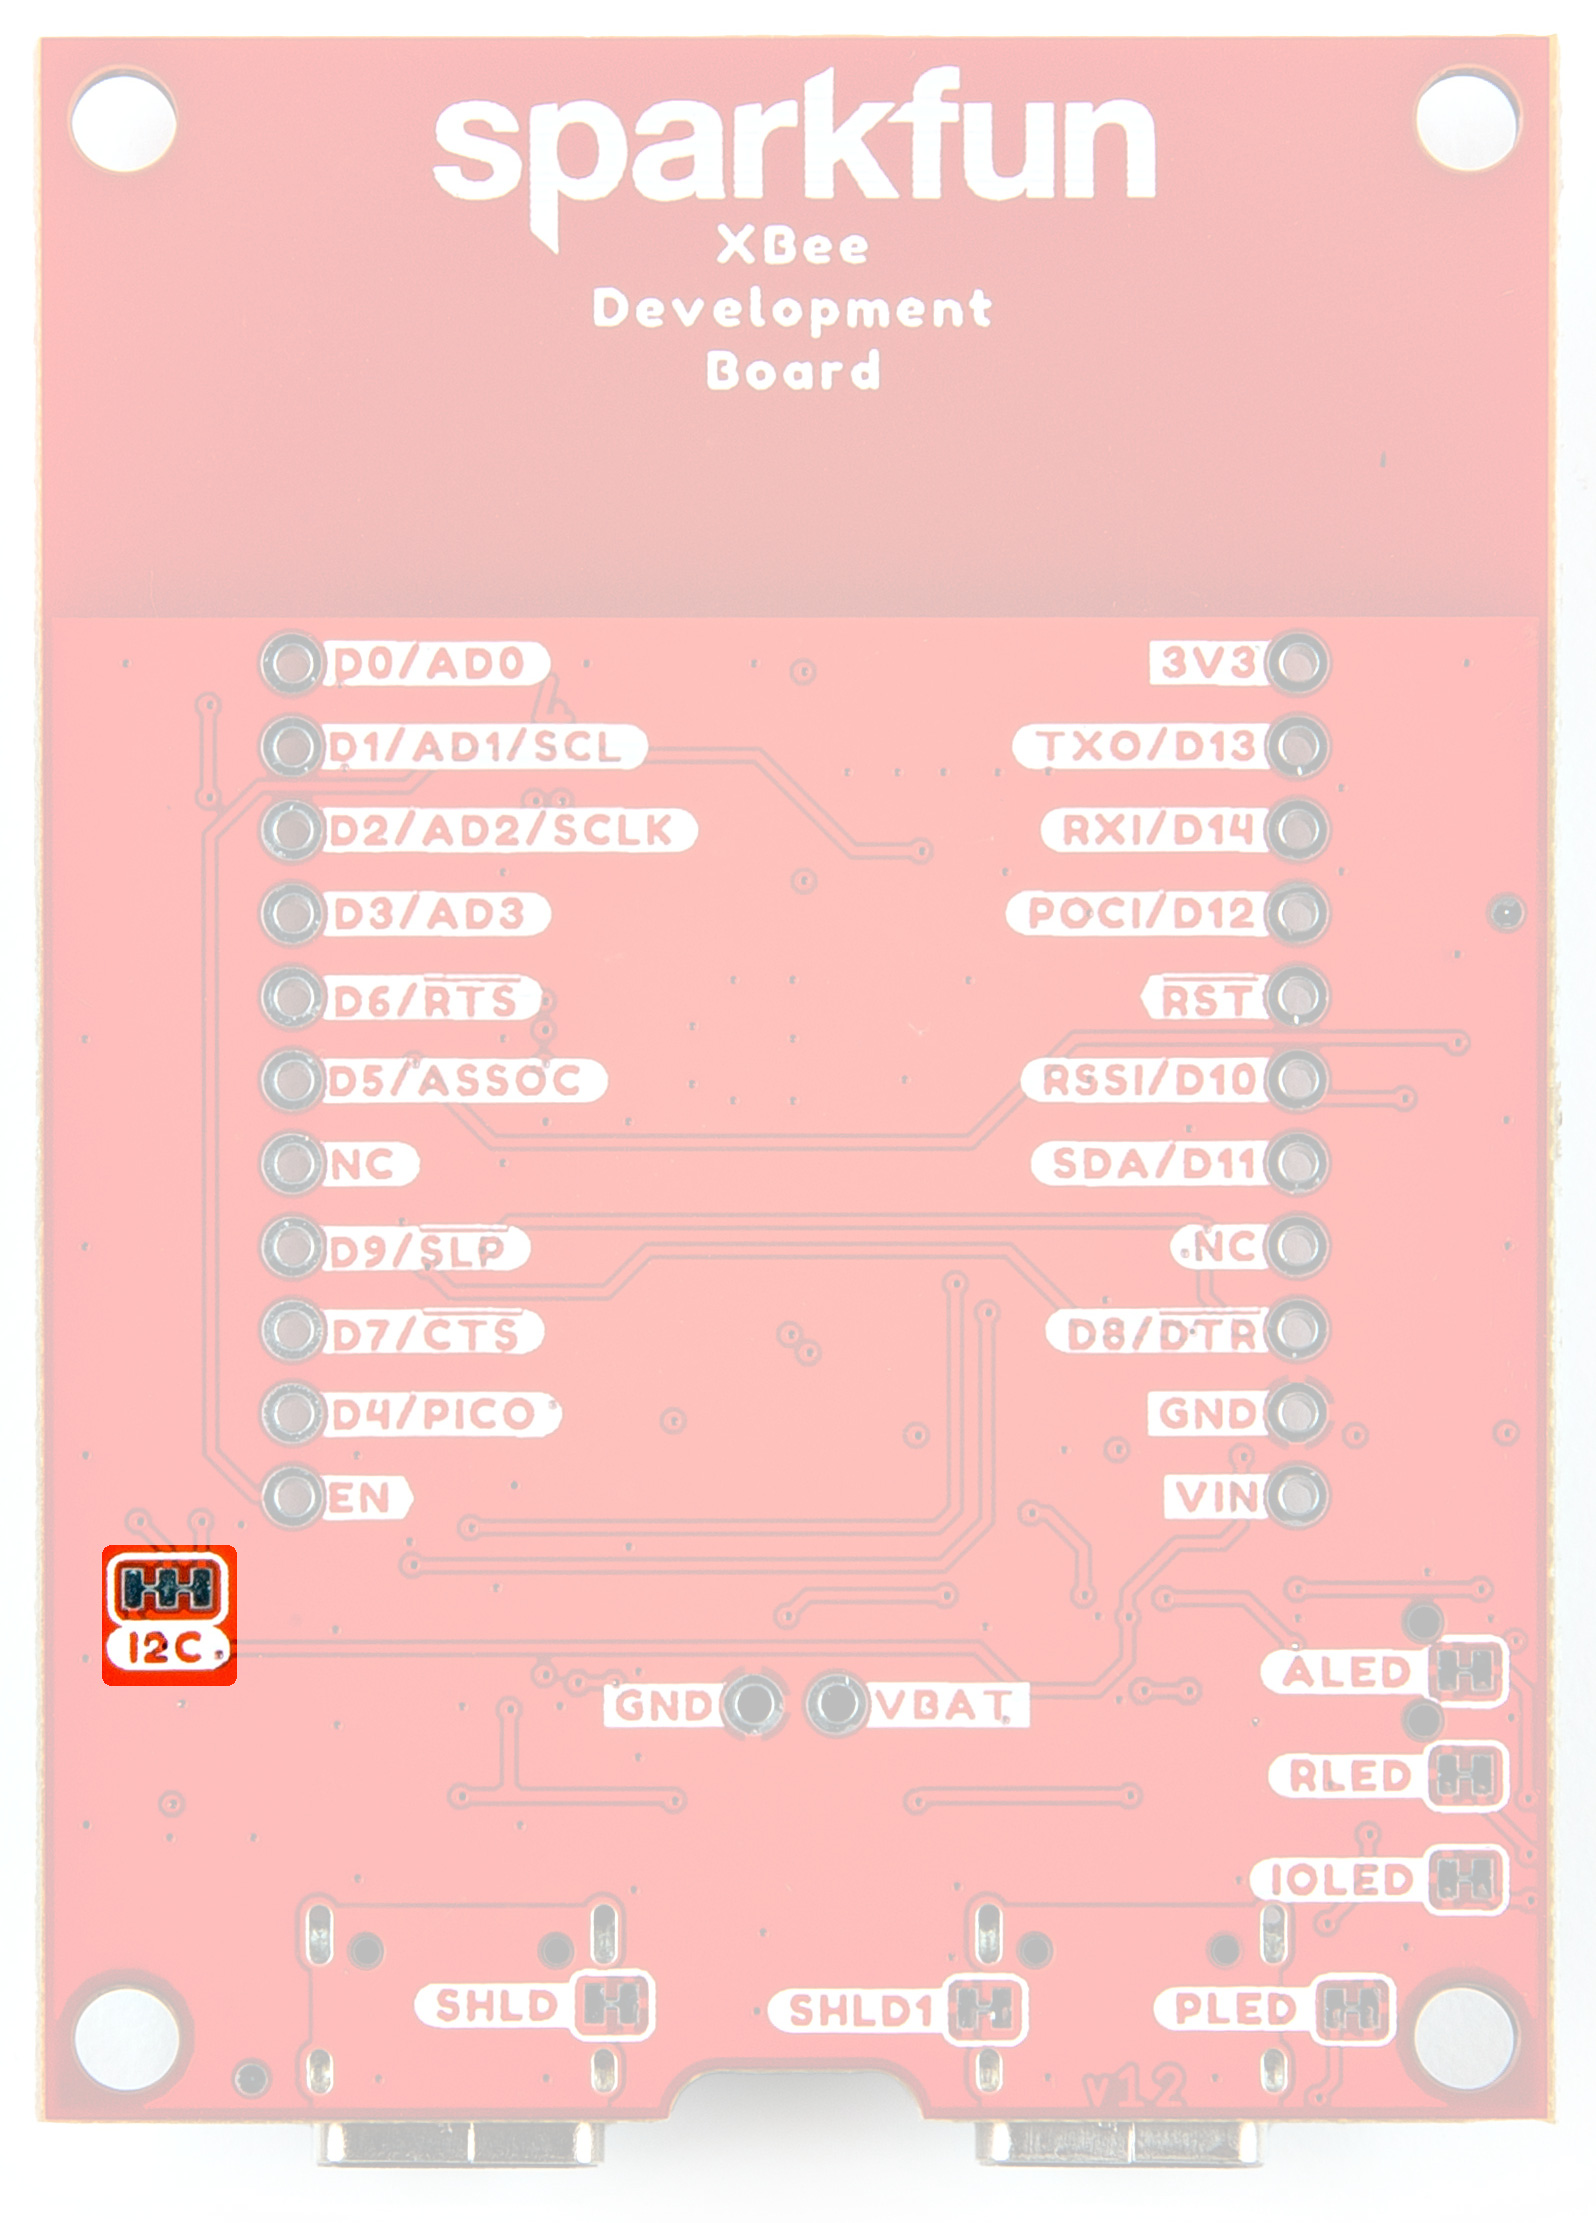 sparkfun
XBee
Development
Board
D0/AD0
3V3
D1/AD1/SCL
TXO/D13
D2/AD2/SCLK
RXI/D14
D3/AD3
POCI/D12
D6/RTS
RST
D5/ASSOC
RSSI/D10
NC
SDA/D11
D9/SLP
NC
D7/CTS
D8/DTR
D4/PICO
GND
EN
VIN
I2C
GND
VBAT
ALED
RLED
IOLED
SHLD
SHLD1
PLED
v12